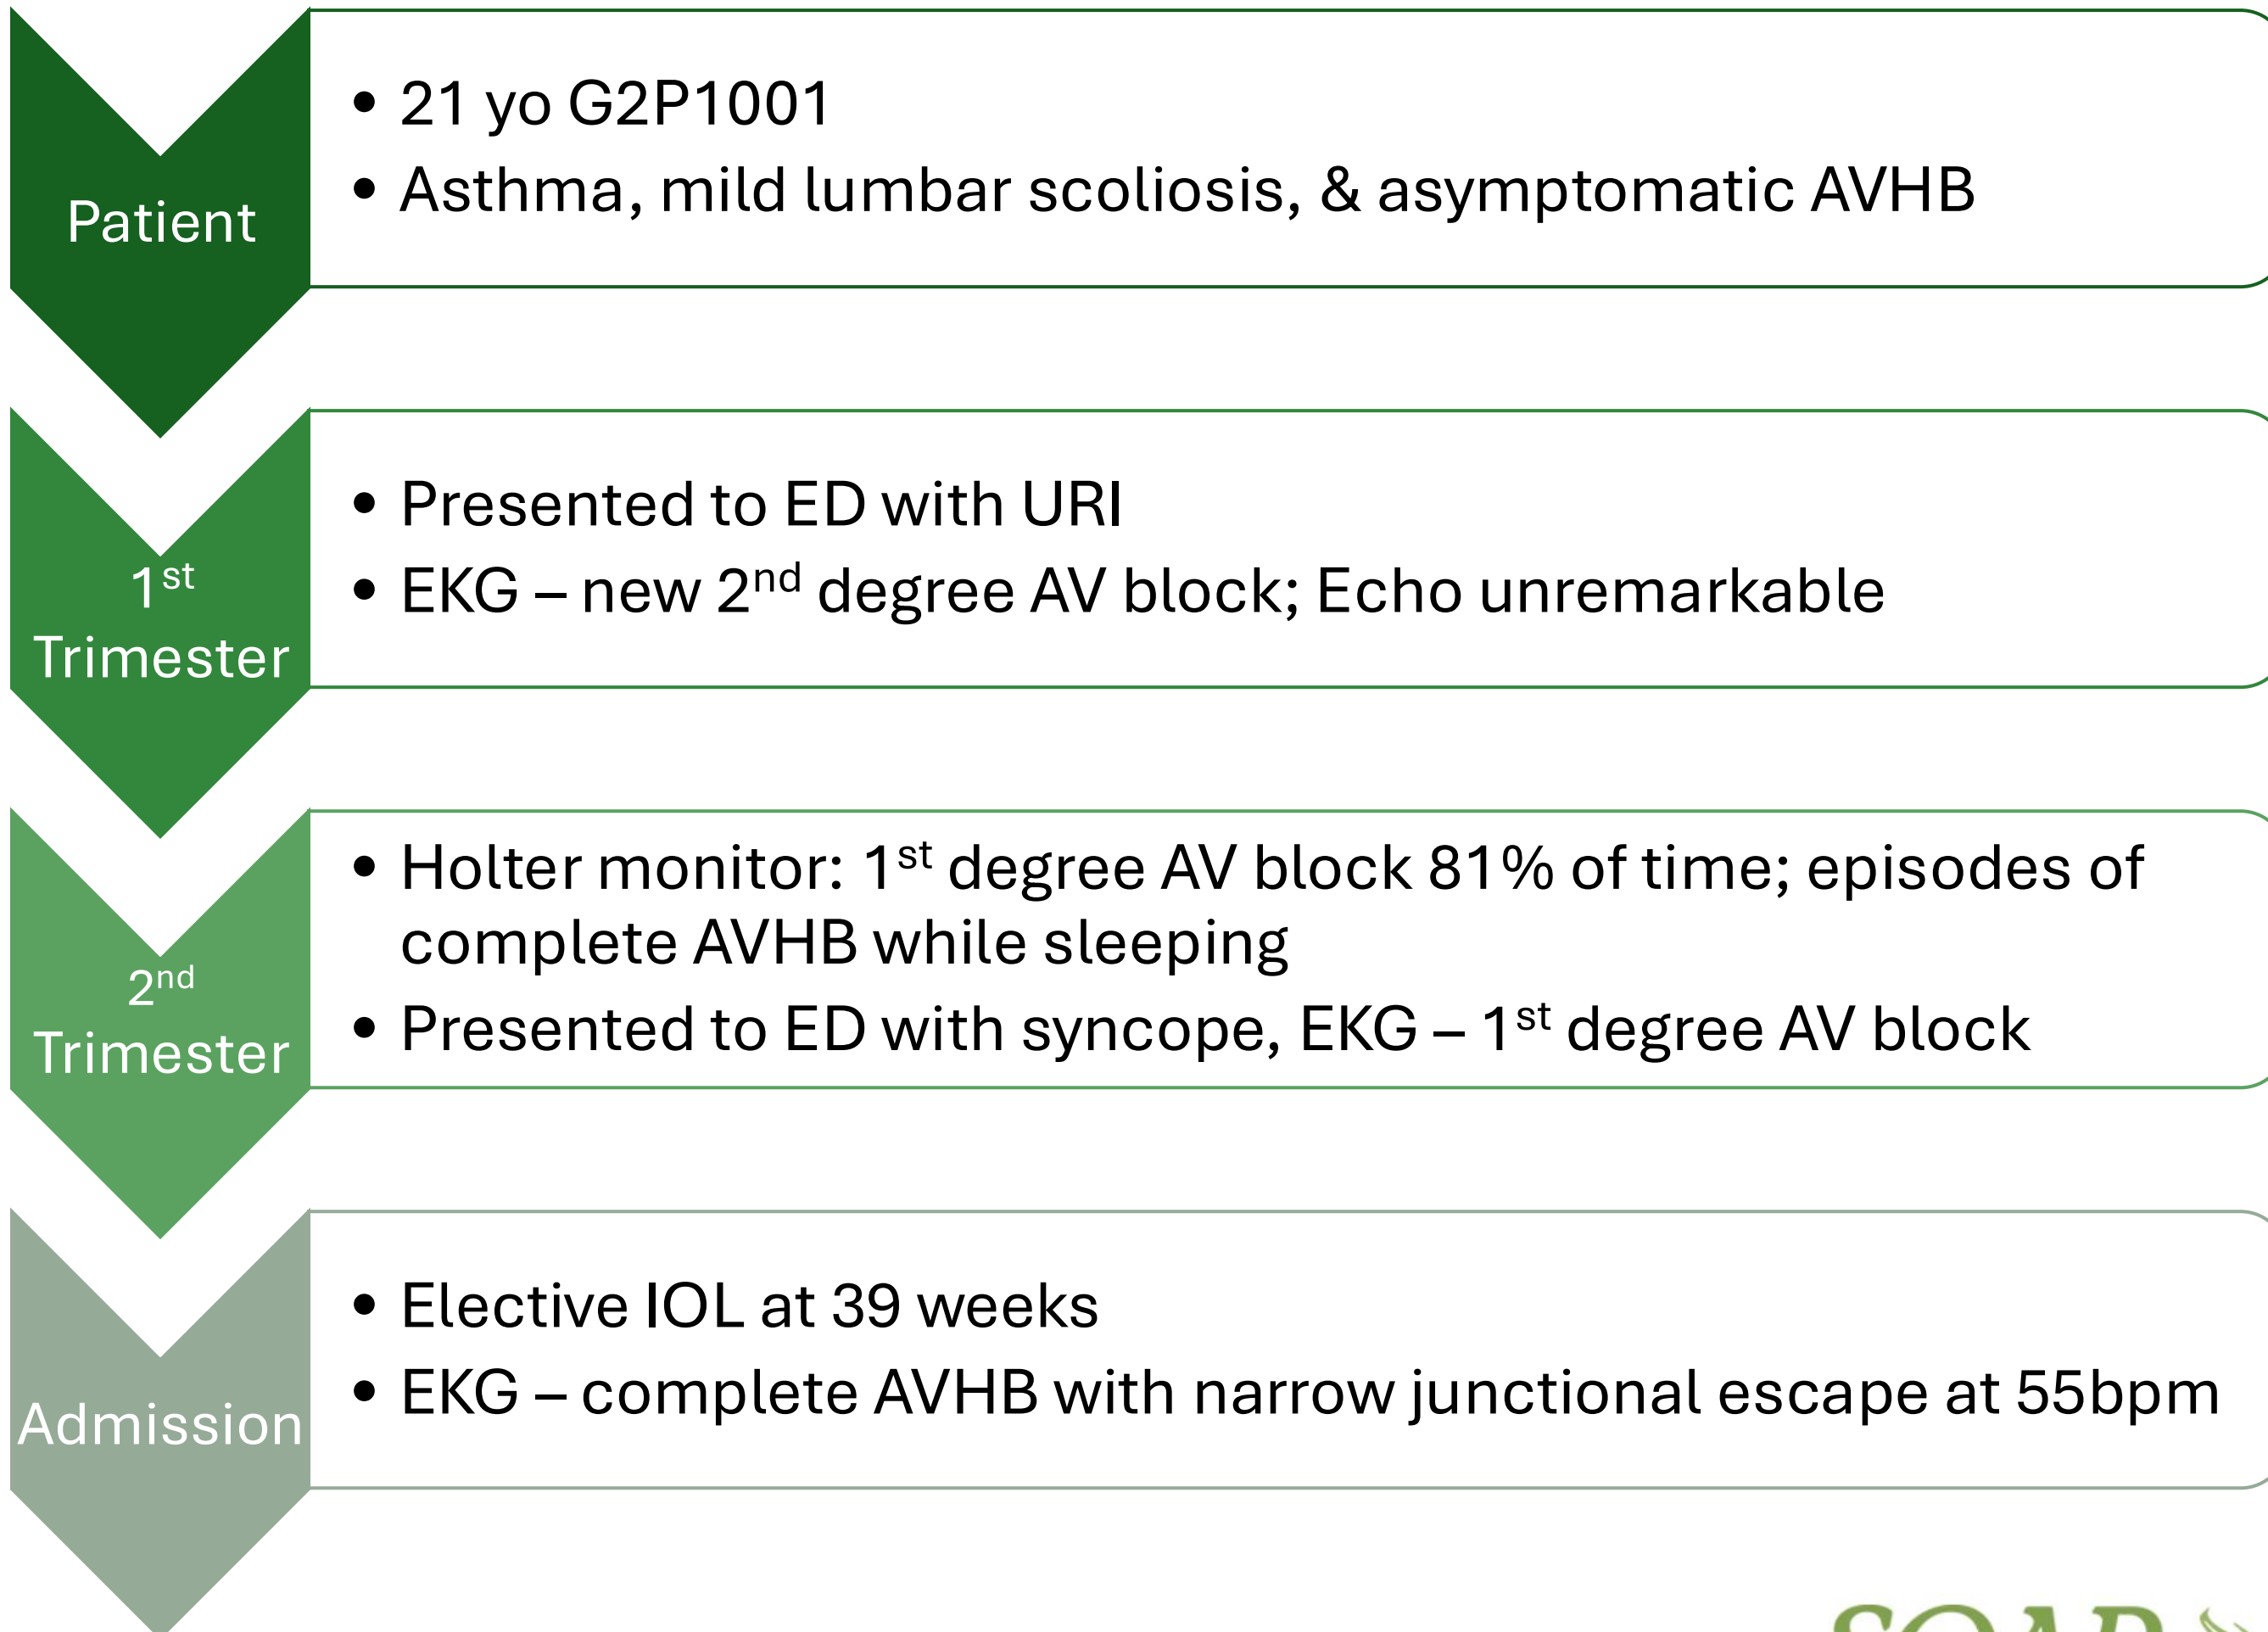 Patient
• 21 yo G2P1001
• Asthma, mild lumbar scoliosis, & asymptomatic AVHB
1st
Trimester
• Presented to ED with URI
• EKG – new 2nd degree AV block; Echo unremarkable
2nd
Trimester
• Holter monitor: 1st degree AV block 81% of time; episodes of
complete AVHB while sleeping
• Presented to ED with syncope, EKG – 1st degree AV block
Admission
• Elective IOL at 39 weeks
• EKG – complete AVHB with narrow junctional escape at 55bpm
SOAP